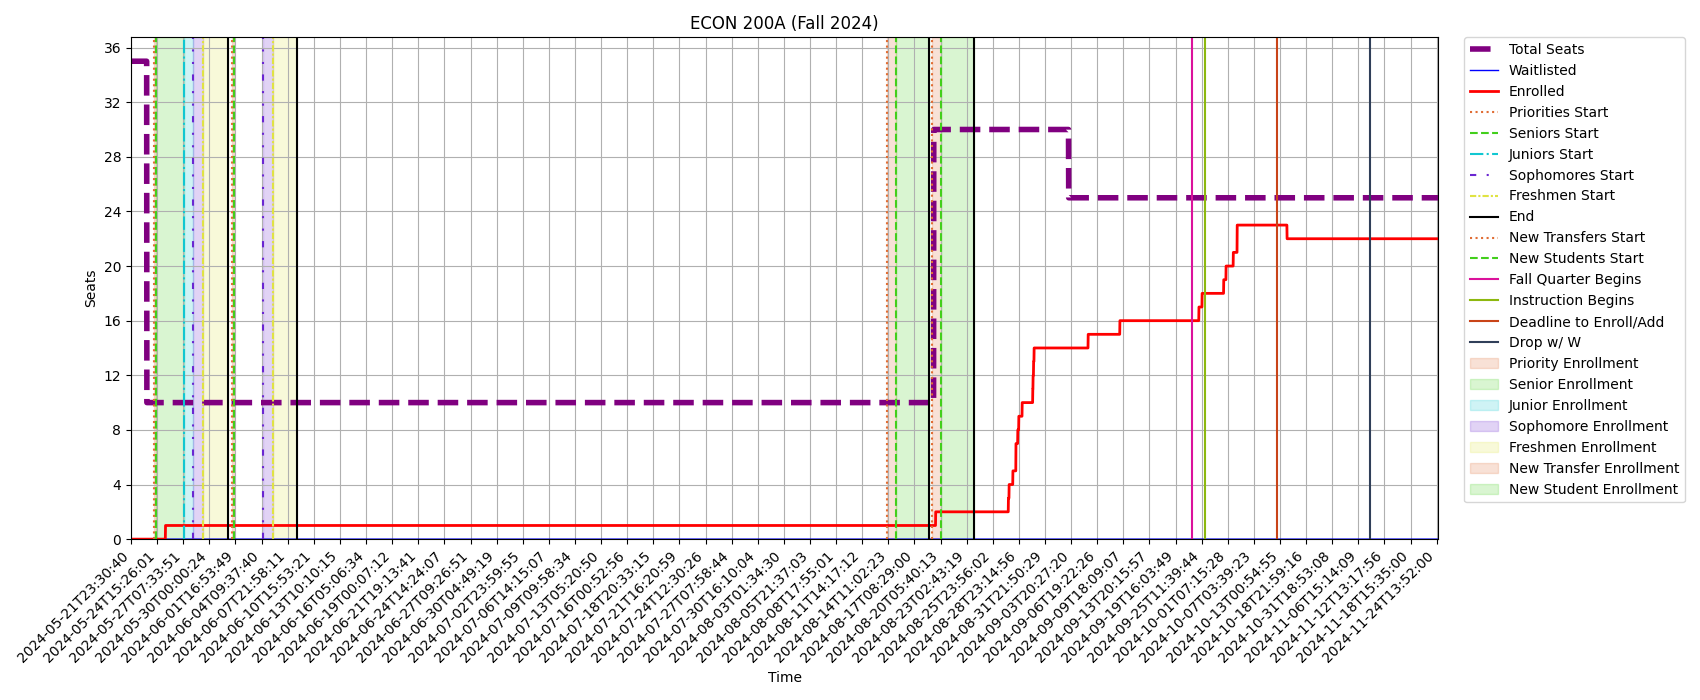 ECON 200A (Fall 2024)
Seats
36
32
28
24
20
16
12
8
4
0
2024-05-21T23:30:40
2024-05-24T15:26:01
2024-05-27T07:33:51
2024-05-30T00:00:24
2024-06-01T16:53:49
2024-06-04T09:37:40
2024-06-07T21:58:11
2024-06-10T15:53:21
2024-06-13T10:10:15
2024-06-16T05:06:34
2024-06-19T00:07:12
2024-06-21T19:13:41
2024-06-24T14:24:07
2024-06-27T09:26:51
2024-06-30T04:49:19
2024-07-02T23:59:55
2024-07-06T14:15:07
2024-07-09T09:58:34
2024-07-13T05:20:50
2024-07-16T00:52:56
2024-07-18T20:33:15
2024-07-21T16:20:59
2024-07-24T12:30:26
2024-07-27T07:58:44
2024-07-30T16:10:04
2024-08-03T01:34:30
2024-08-05T21:37:03
2024-08-08T17:55:01
2024-08-11T14:17:12
2024-08-14T11:02:23
2024-08-17T08:29:00
2024-08-20T05:40:13
2024-08-23T02:43:19
2024-08-25T23:56:02
2024-08-28T23:14:56
2024-08-31T21:50:29
2024-09-03T20:27:20
2024-09-06T19:22:26
2024-09-09T18:09:07
2024-09-13T20:15:57
2024-09-19T16:03:49
2024-09-25T11:39:44
2024-10-01T07:15:28
2024-10-07T03:39:23
2024-10-13T00:54:55
2024-10-18T21:59:16
2024-10-31T18:53:08
2024-11-06T15:14:09
2024-11-12T13:17:56
2024-11-18T15:35:00
2024-11-24T13:52:00
Time
Total Seats
Waitlisted
Enrolled
Priorities Start
Seniors Start
Juniors Start
Sophomores Start
Freshmen Start
End
New Transfers Start
New Students Start
Fall Quarter Begins
Instruction Begins
Deadline to Enroll/Add
Drop w/ W
Priority Enrollment
Senior Enrollment
Junior Enrollment
Sophomore Enrollment
Freshmen Enrollment
New Transfer Enrollment
New Student Enrollment